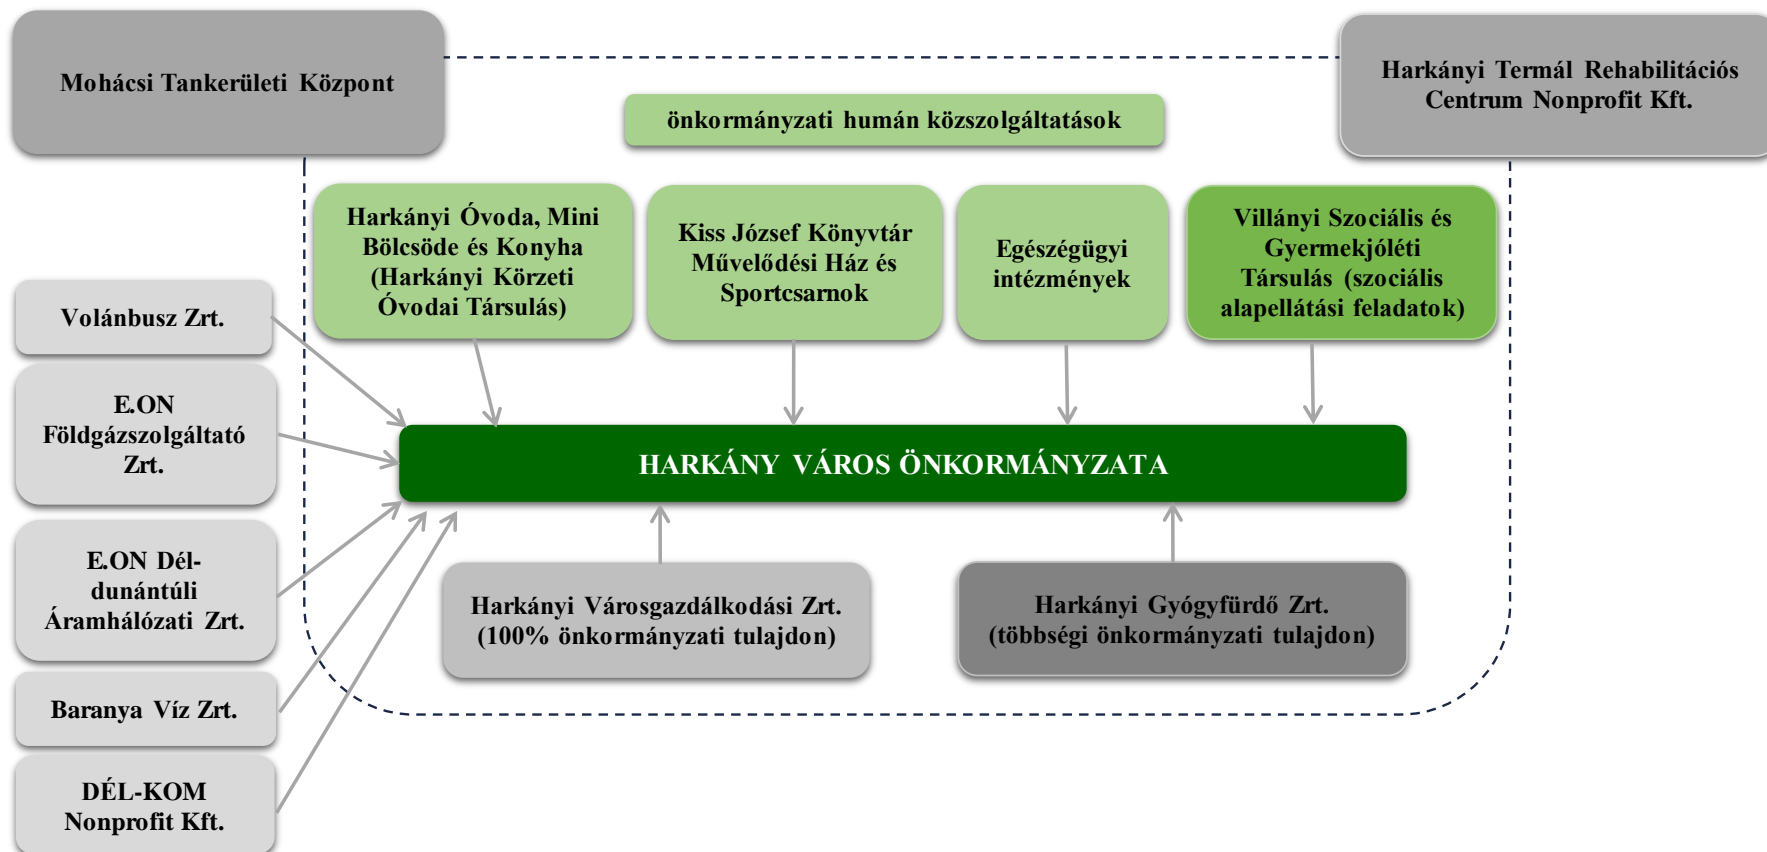 Mohácsi Tankerületi Központ
Harkányi Termál Rehabilitációs
Centrum Nonprofit Kft.
önkormányzati humán közszolgáltatások
Harkányi Óvoda, Mini
Bölcsöde és Konyha
(Harkányi Körzeti
Óvodai Társulás)
Kiss József Könyvtár
Művelődési Ház és
Sportcsarnok
Egészégügyi
intézmények
Villányi Szociális és
Gyermekjóléti
Társulás (szociális
alapellátási feladatok)
Volánbusz Zrt.
E.ON
Földgázszolgáltató
Zrt.
E.ON Dél-
dunántúli
Áramhálózati Zrt.
Baranya Víz Zrt.
DÉL-KOM
Nonprofit Kft.
HARKÁNY VÁROS ÖNKORMÁNYZATA
Harkányi Városgazdálkodási Zrt.
(100% önkormányzati tulajdon)
Harkányi Gyógyfürdő Zrt.
(többségi önkormányzati tulajdon)